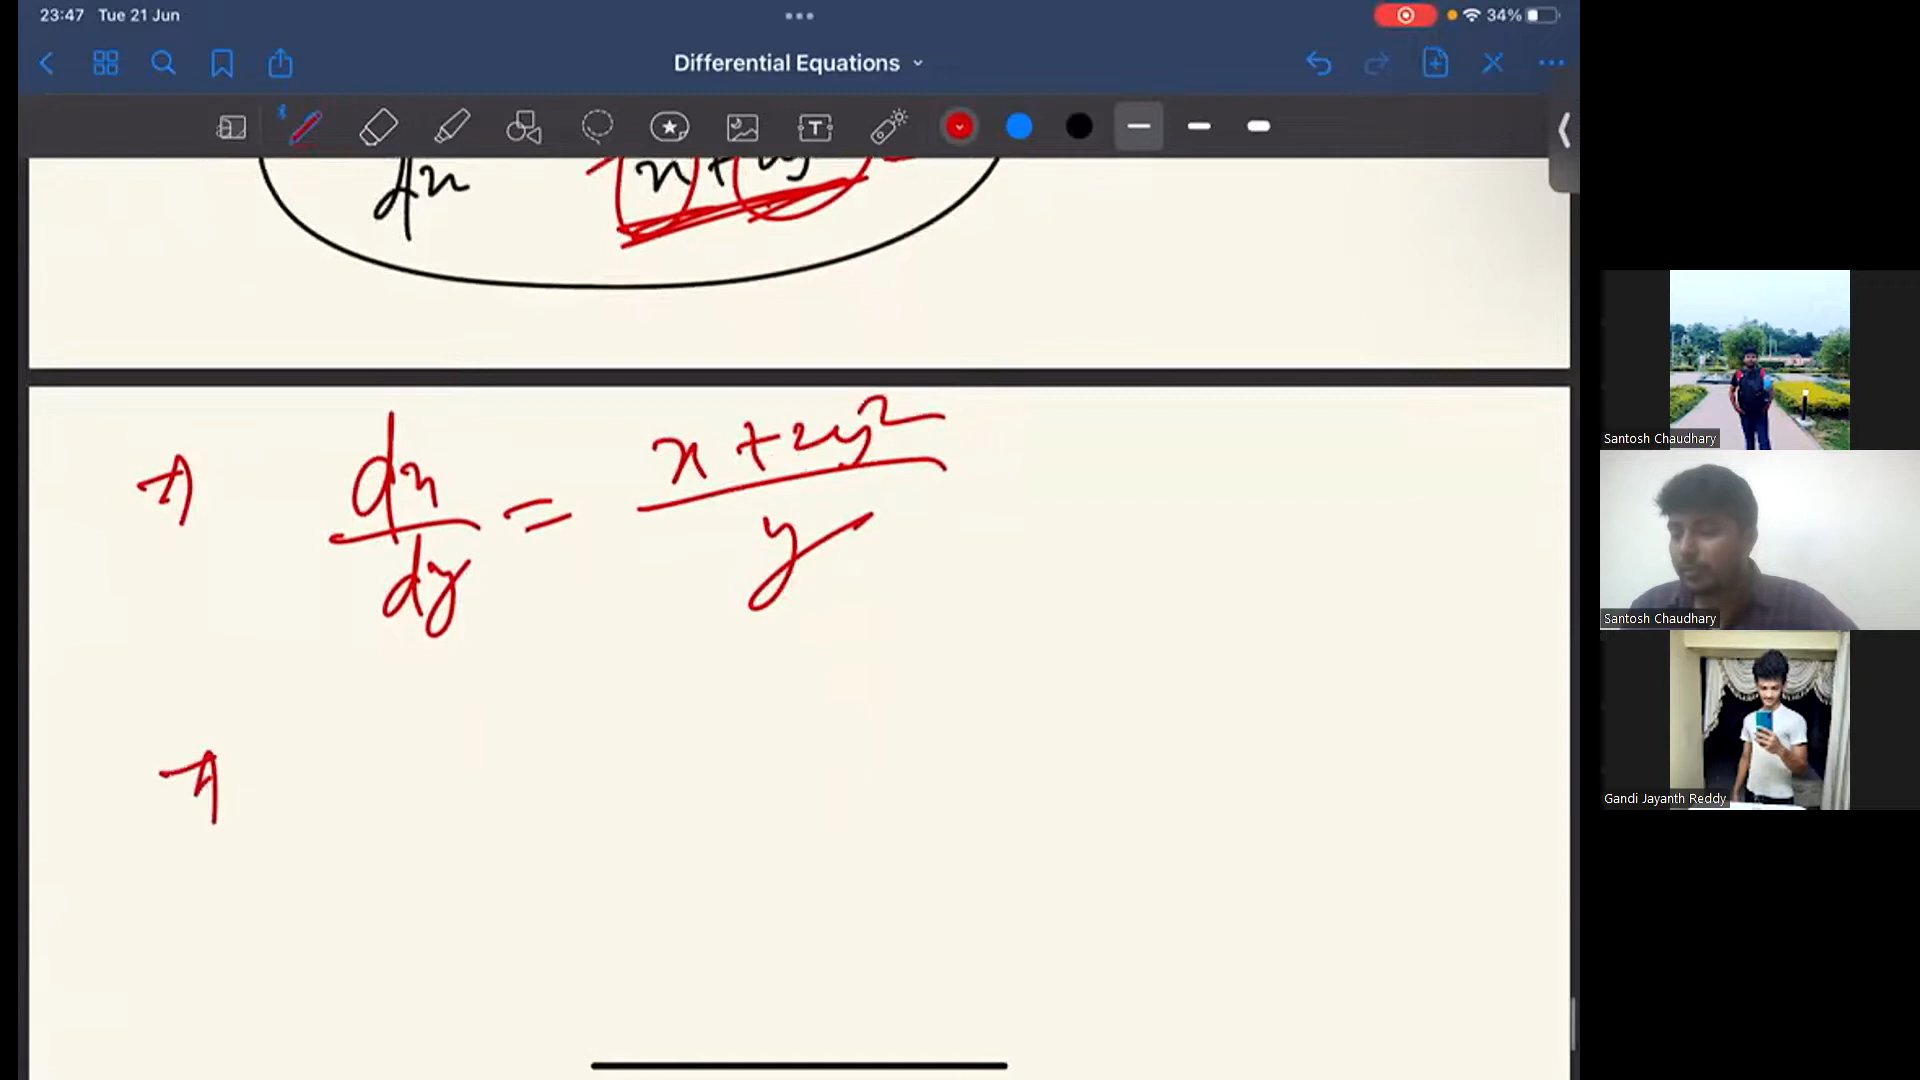 23:47 Tue 21 Jun
34%
Differential Equations
T
dx x+
⇒ dx/dy = (x+2y²)/y
⇒
Santosh Chaudhary
Santosh Chaudhary
Gandi Jayanth Reddy